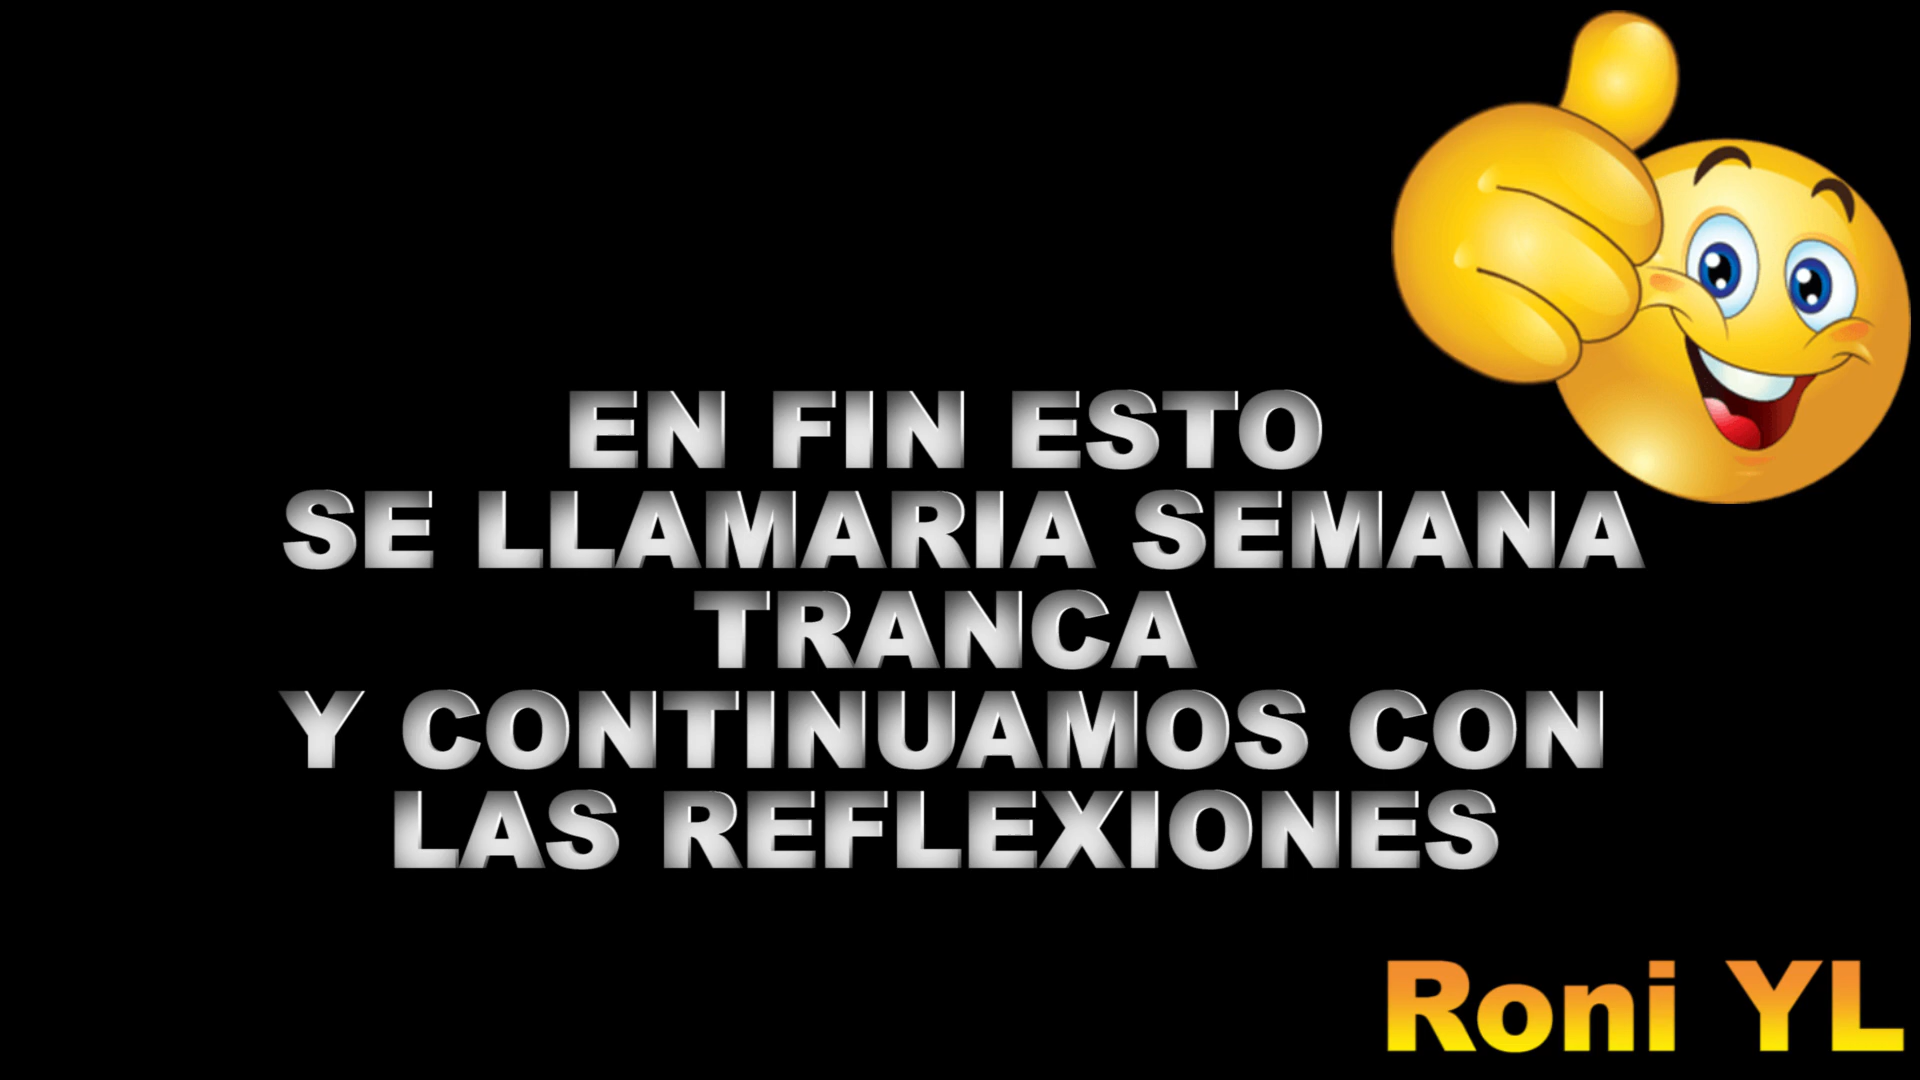 EN FIN ESTO
SE LLAMARIA SEMANA
TRANCA
Y CONTINUAMOS CON
LAS REFLEXIONES
Roni YL